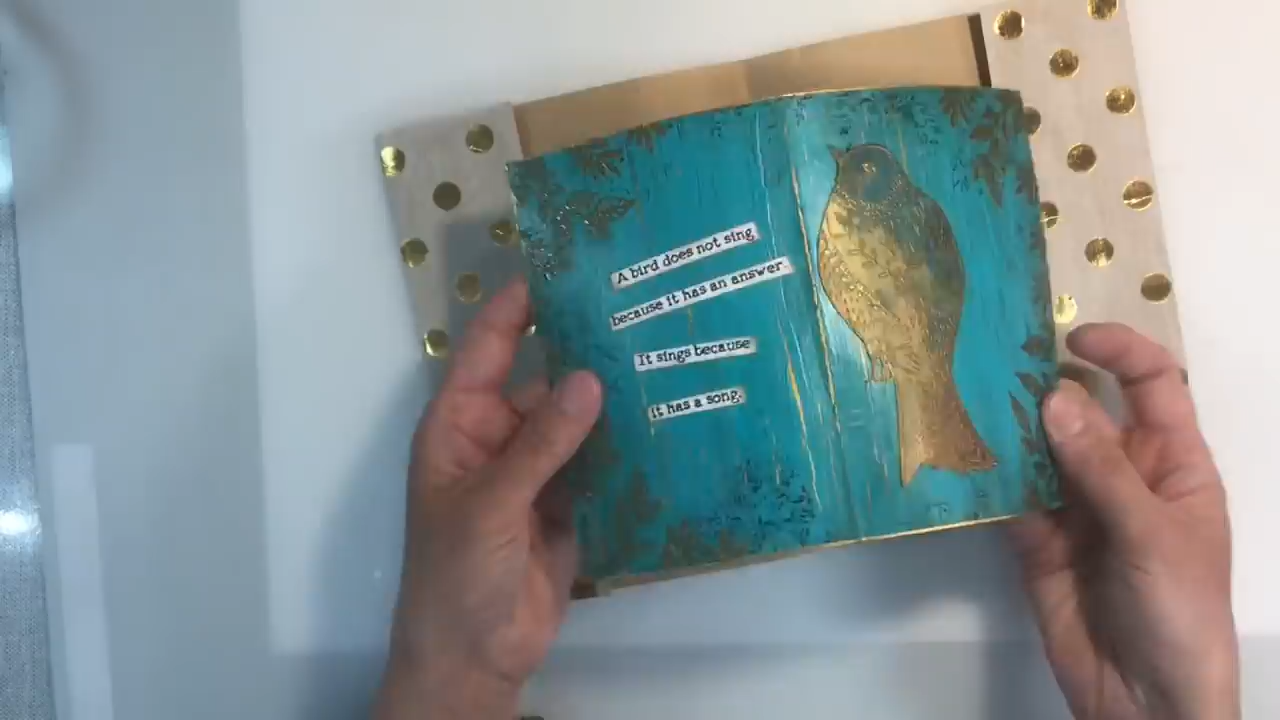 A bird does not sing
because it has an answer.
It sings because
it has a song.